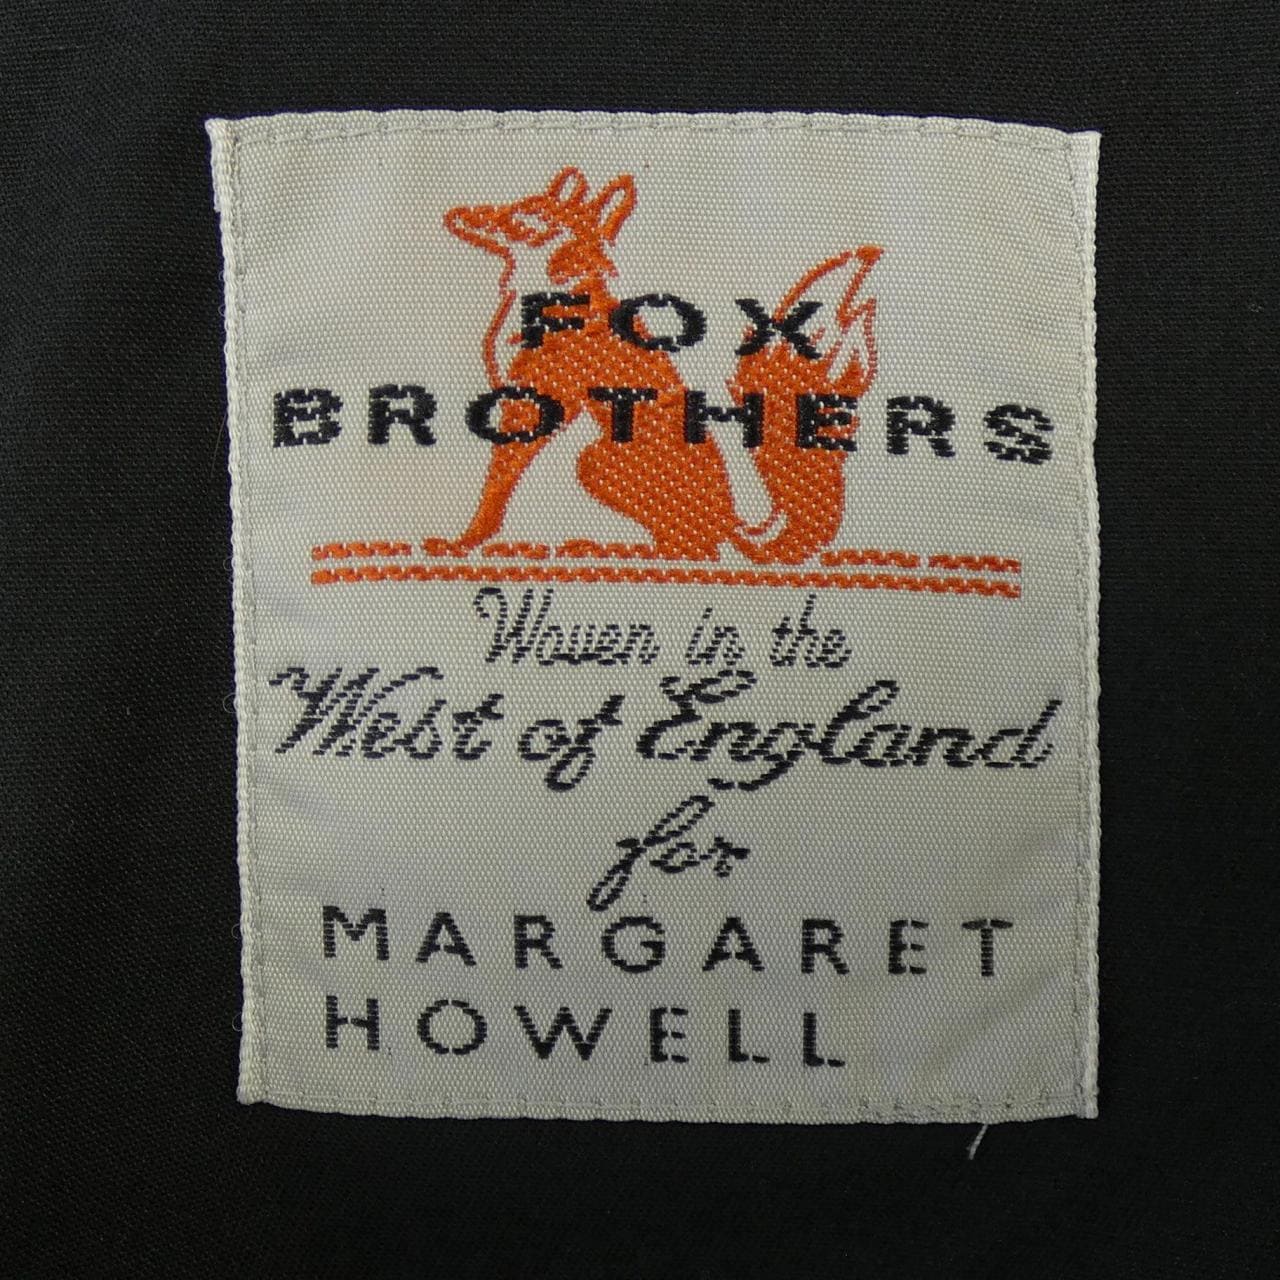 FOX
BROTHERS
Woven in the
West of England
for
MARGARET
HOWELL